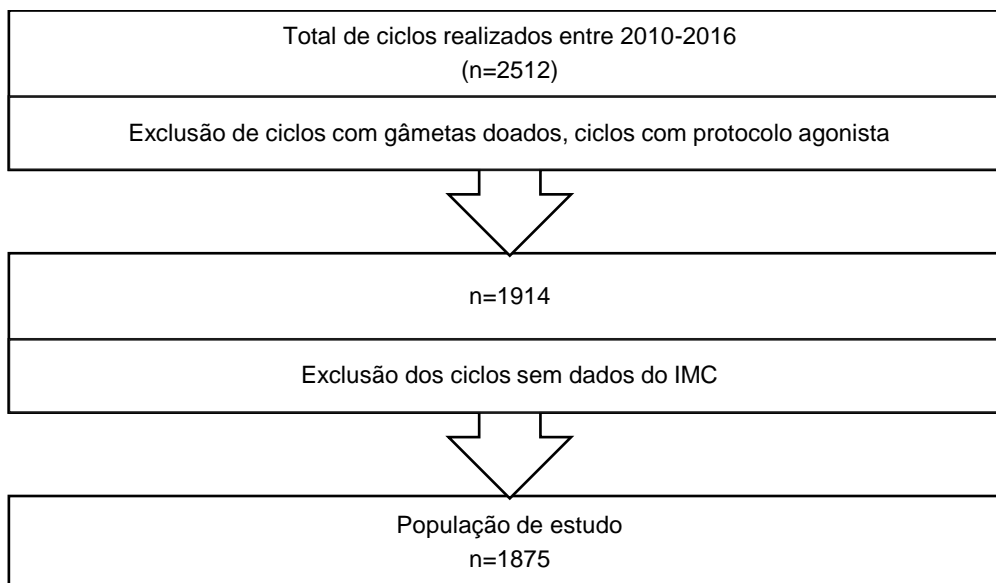 Total de ciclos realizados entre 2010-2016
(n=2512)
Exclusão de ciclos com gâmetas doados, ciclos com protocolo agonista
n=1914
Exclusão dos ciclos sem dados do IMC
População de estudo
n=1875